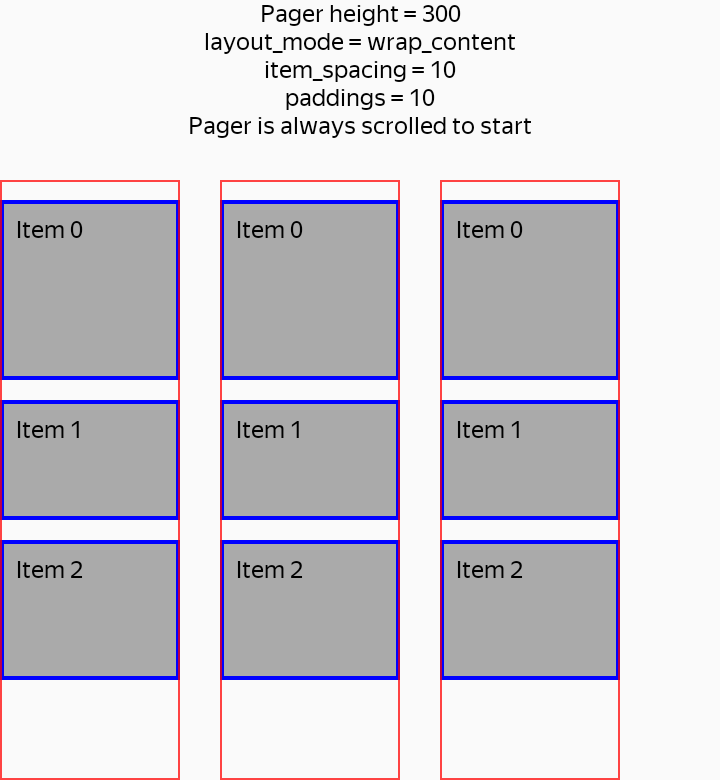 Pager height = 300
layout_mode = wrap_content
item_spacing = 10
paddings = 10
Pager is always scrolled to start
Item 0
Item 1
Item 2
Item 0
Item 1
Item 2
Item 0
Item 1
Item 2